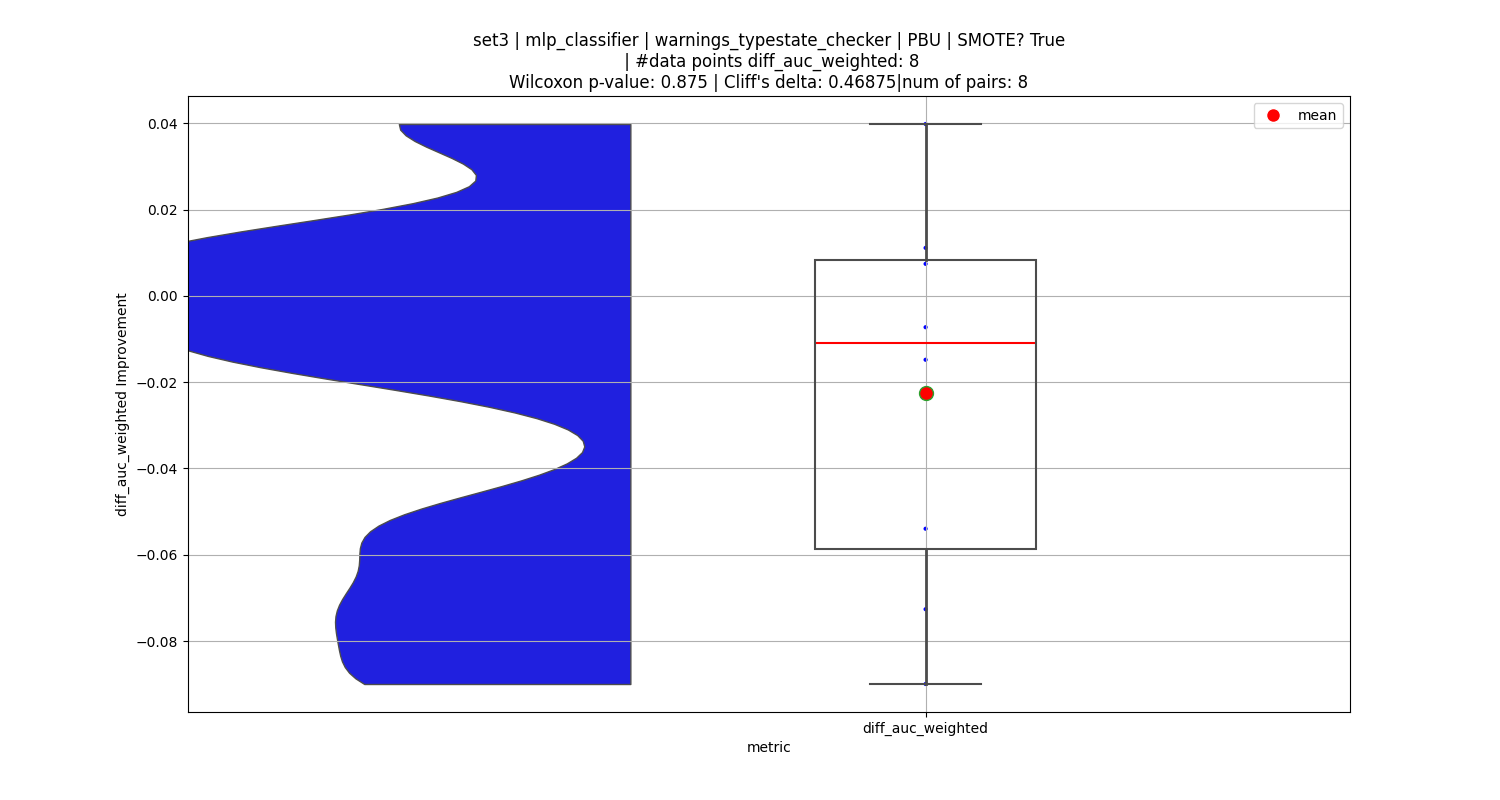 set3 | mlp_classifier | warnings_typestate_checker | PBU | SMOTE? True
| #data points diff_auc_weighted: 8
Wilcoxon p-value: 0.875 | Cliff's delta: 0.46875|num of pairs: 8
mean
0.04
0.02
0.00
−0.02
−0.04
−0.06
−0.08
diff_auc_weighted Improvement
diff_auc_weighted
metric